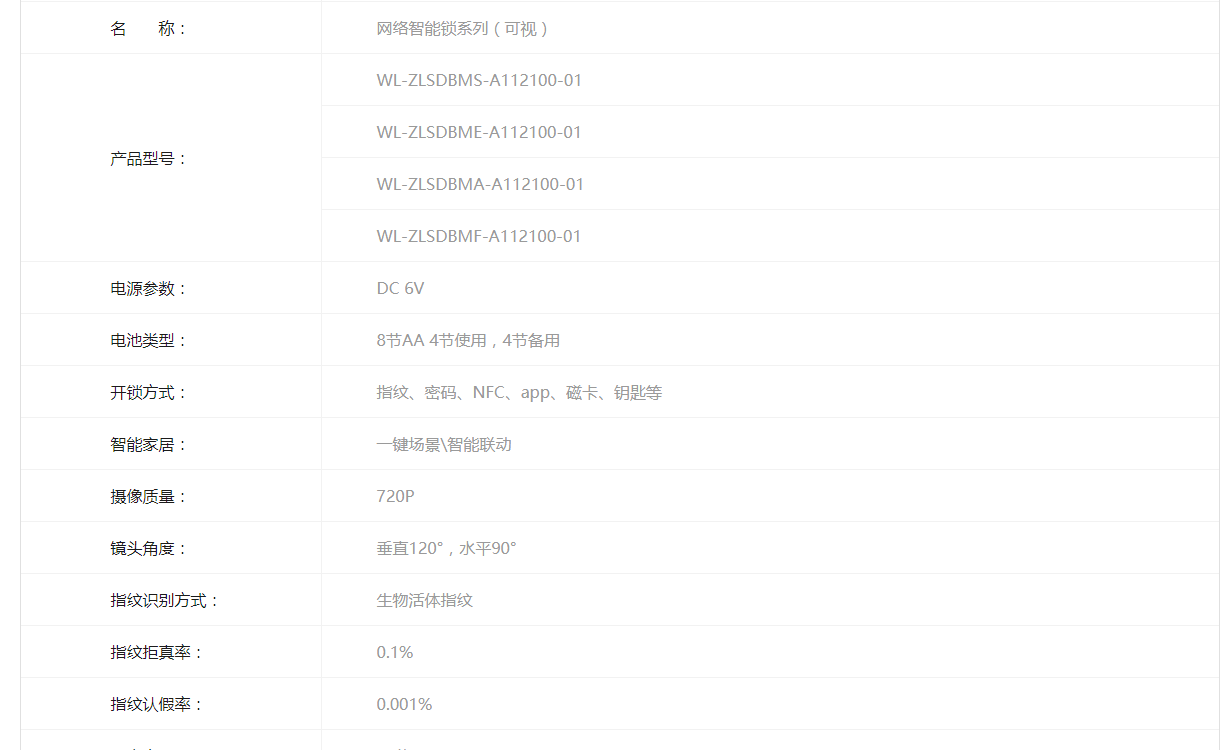 名　　称： 网络智能锁系列（可视）
产品型号：
WL-ZLSDBMS-A112100-01
WL-ZLSDBME-A112100-01
WL-ZLSDBMA-A112100-01
WL-ZLSDBMF-A112100-01
电源参数： DC 6V
电池类型： 8节AA 4节使用，4节备用
开锁方式： 指纹、密码、NFC、app、磁卡、钥匙等
智能家居： 一键场景\智能联动
摄像质量： 720P
镜头角度： 垂直120°，水平90°
指纹识别方式： 生物活体指纹
指纹拒真率： 0.1%
指纹认假率： 0.001%